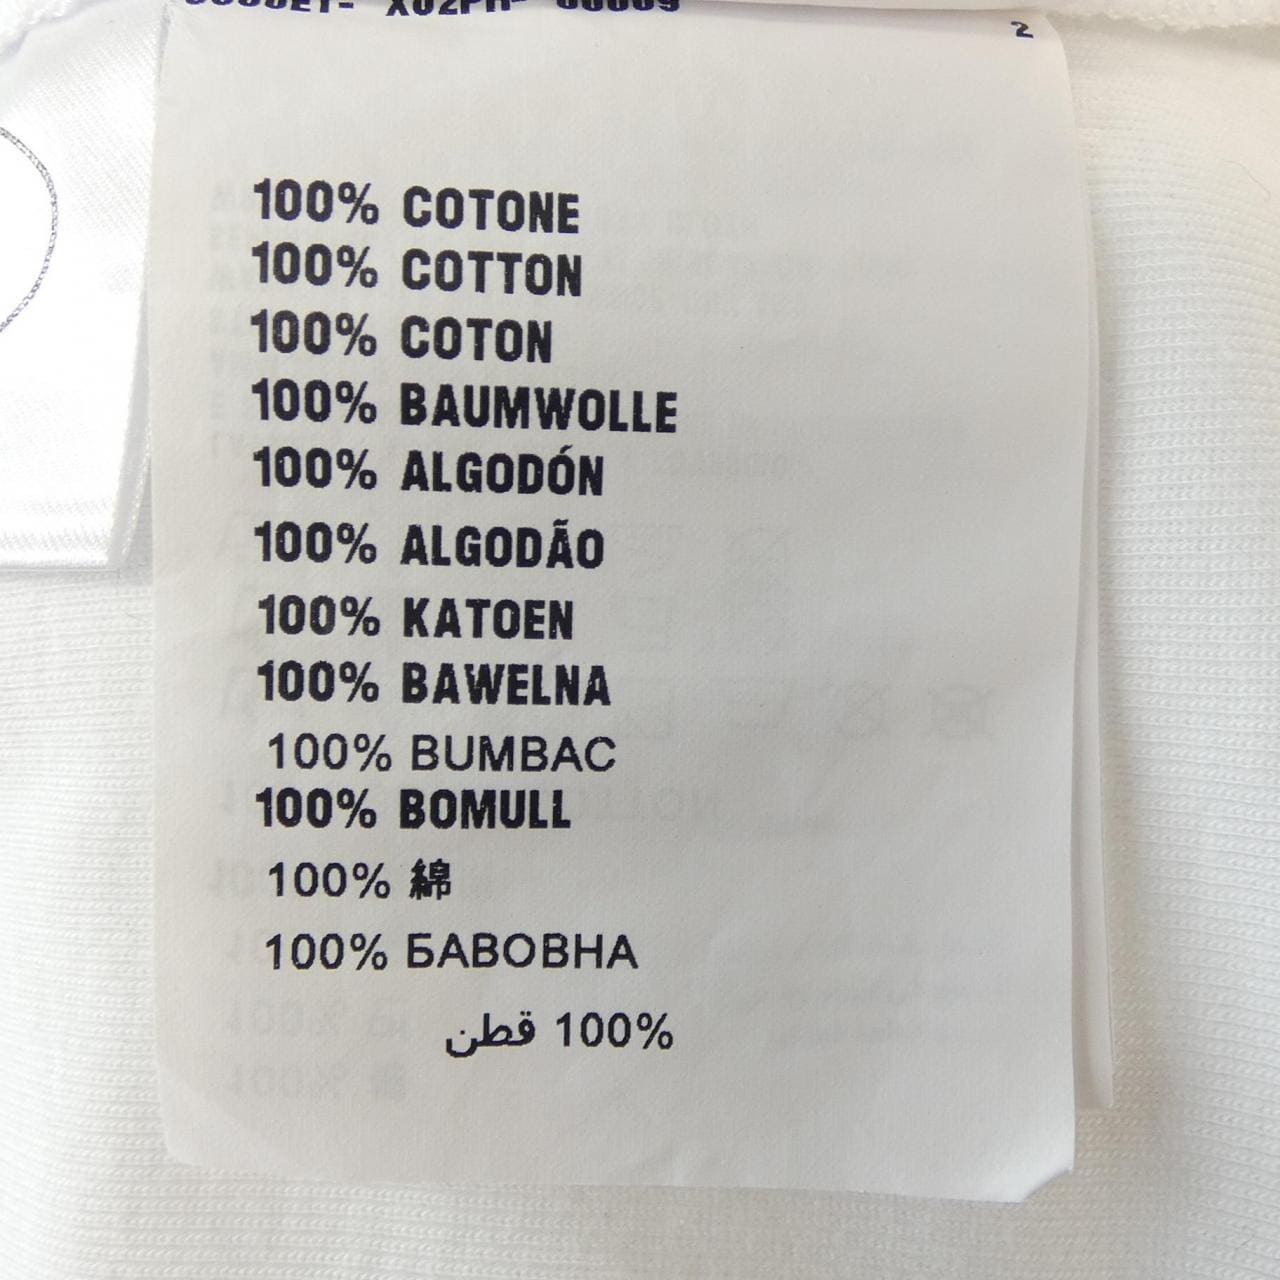 2
100% COTONE
100% COTTON
100% COTON
100% BAUMWOLLE
100% ALGODÓN
100% ALGODÃO
100% KATOEN
100% BAWELNA
100% BUMBAC
100% BOMULL
100% 綿
100% БАВОВНА
100% قطن